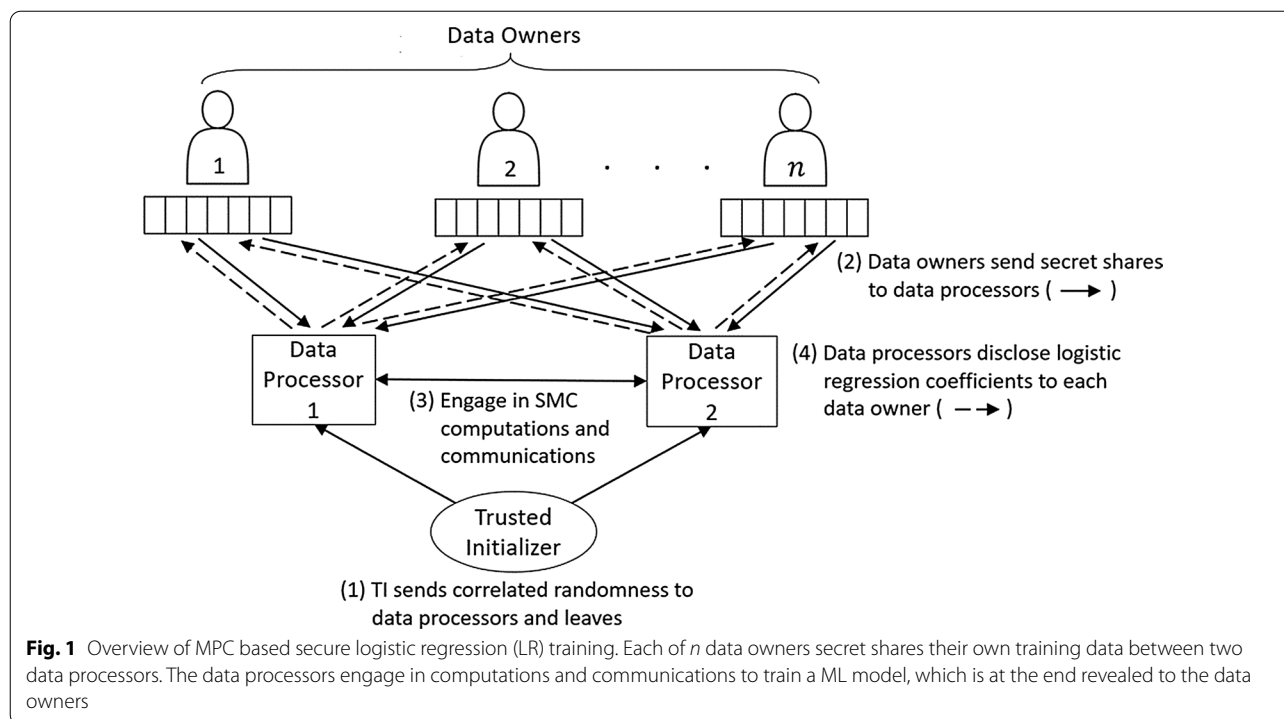 Data Owners
1
2
. . .
n
(2) Data owners send secret shares
to data processors ( → )
Data
Processor
1
Data
Processor
2
(4) Data processors disclose logistic
regression coefficients to each
data owner ( --→ )
(3) Engage in SMC
computations and
communications
Trusted
Initializer
(1) TI sends correlated randomness to
data processors and leaves
Fig. 1 Overview of MPC based secure logistic regression (LR) training. Each of n data owners secret shares their own training data between two
data processors. The data processors engage in computations and communications to train a ML model, which is at the end revealed to the data
owners